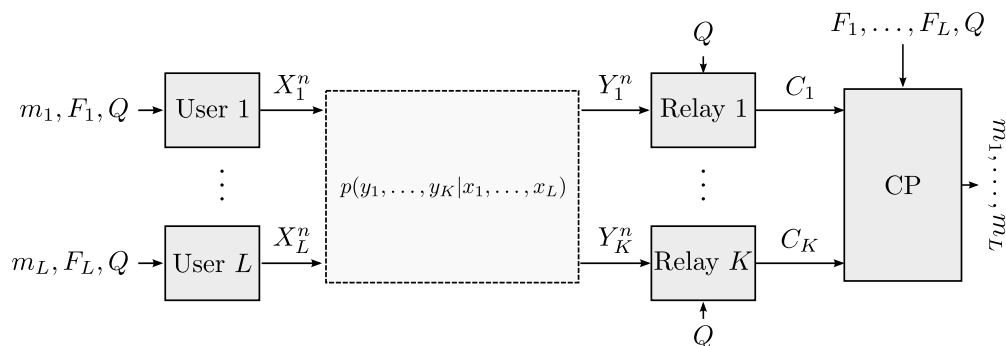 F_1, ..., F_L, Q
Q
X_1^n
Y_1^n
C_1
m_1, F_1, Q
User 1
Relay 1
⋮
p(y_1, ..., y_K|x_1, ..., x_L)
⋮
CP
m_1, ..., m_L
X_L^n
Y_K^n
C_K
m_L, F_L, Q
User L
Relay K
Q